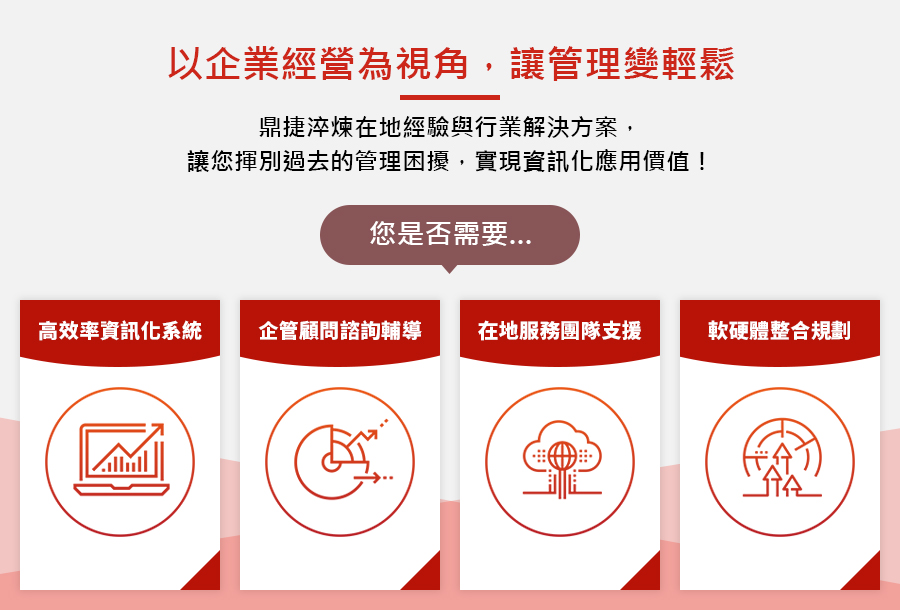 以企業經營為視角，讓管理變輕鬆
鼎捷淬煉在地經驗與行業解決方案，
讓您揮別過去的管理困擾，實現資訊化應用價值！
您是否需要...
高效率資訊化系統
企管顧問諮詢輔導
在地服務團隊支援
軟硬體整合規劃